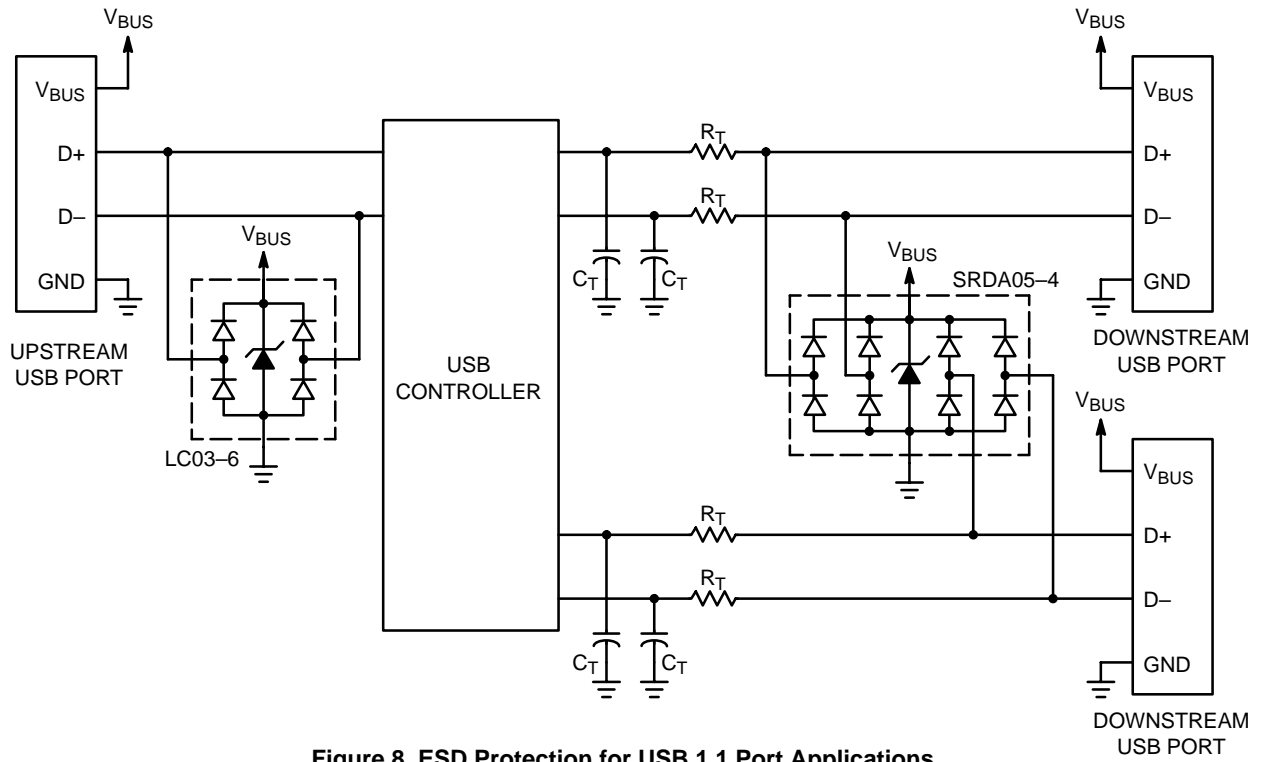 VBUS
VBUS
D+
D–
GND
UPSTREAM
USB PORT
VBUS
LC03–6
USB
CONTROLLER
RT
RT
CT
CT
VBUS
SRDA05–4
VBUS
VBUS
D+
D–
GND
DOWNSTREAM
USB PORT
RT
RT
CT
CT
VBUS
VBUS
D+
D–
GND
DOWNSTREAM
USB PORT
Figure 8. ESD Protection for USB 1.1 Port Applications